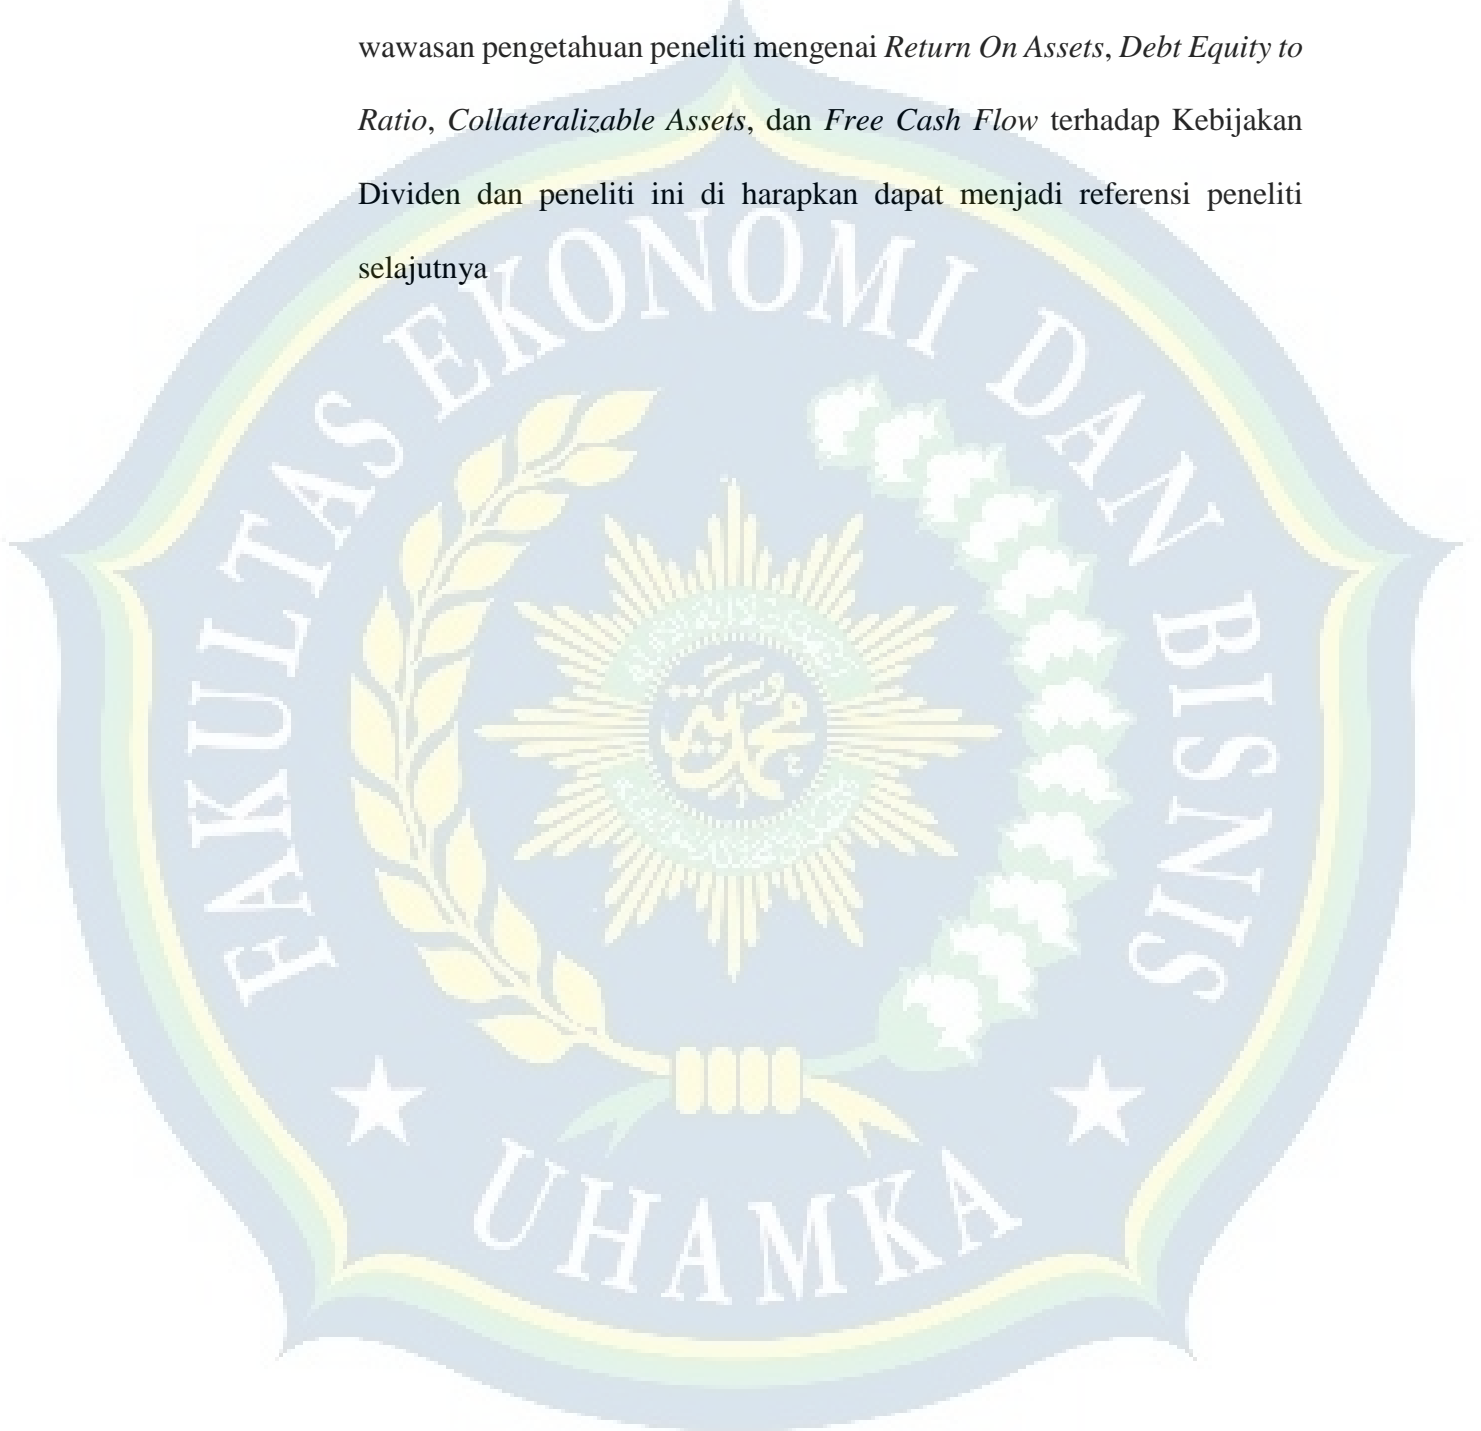 wawasan pengetahuan peneliti mengenai Return On Assets, Debt Equity to
Ratio, Collateralizable Assets, dan Free Cash Flow terhadap Kebijakan
Dividen dan peneliti ini di harapkan dapat menjadi referensi peneliti
selajutnya
FAKULTAS EKONOMI DAN BISNIS
UHAMKA